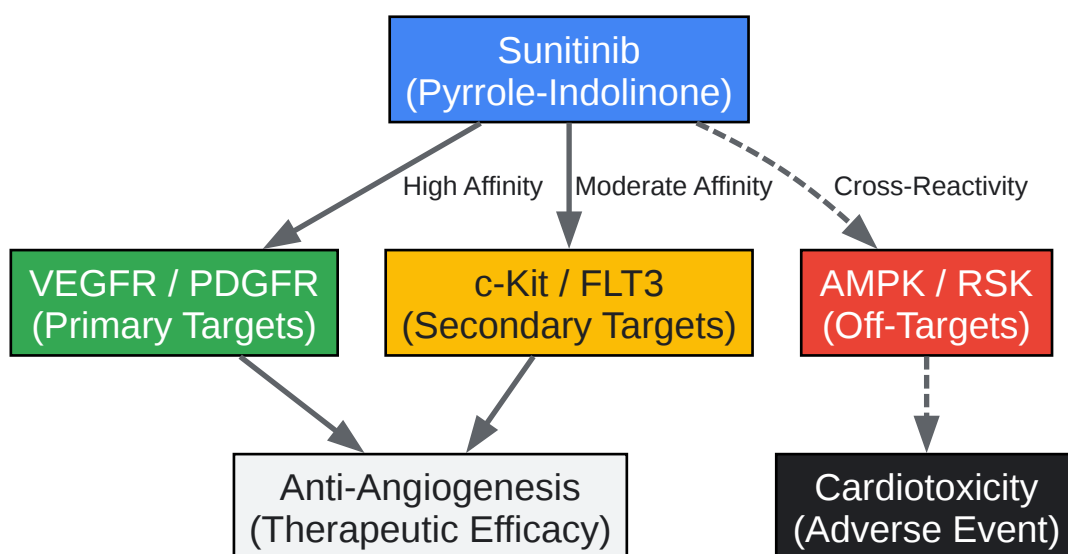 Sunitinib
(Pyrrole-Indolinone)
High Affinity
Moderate Affinity
Cross-Reactivity
VEGFR / PDGFR
(Primary Targets)
c-Kit / FLT3
(Secondary Targets)
AMPK / RSK
(Off-Targets)
Anti-Angiogenesis
(Therapeutic Efficacy)
Cardiotoxicity
(Adverse Event)